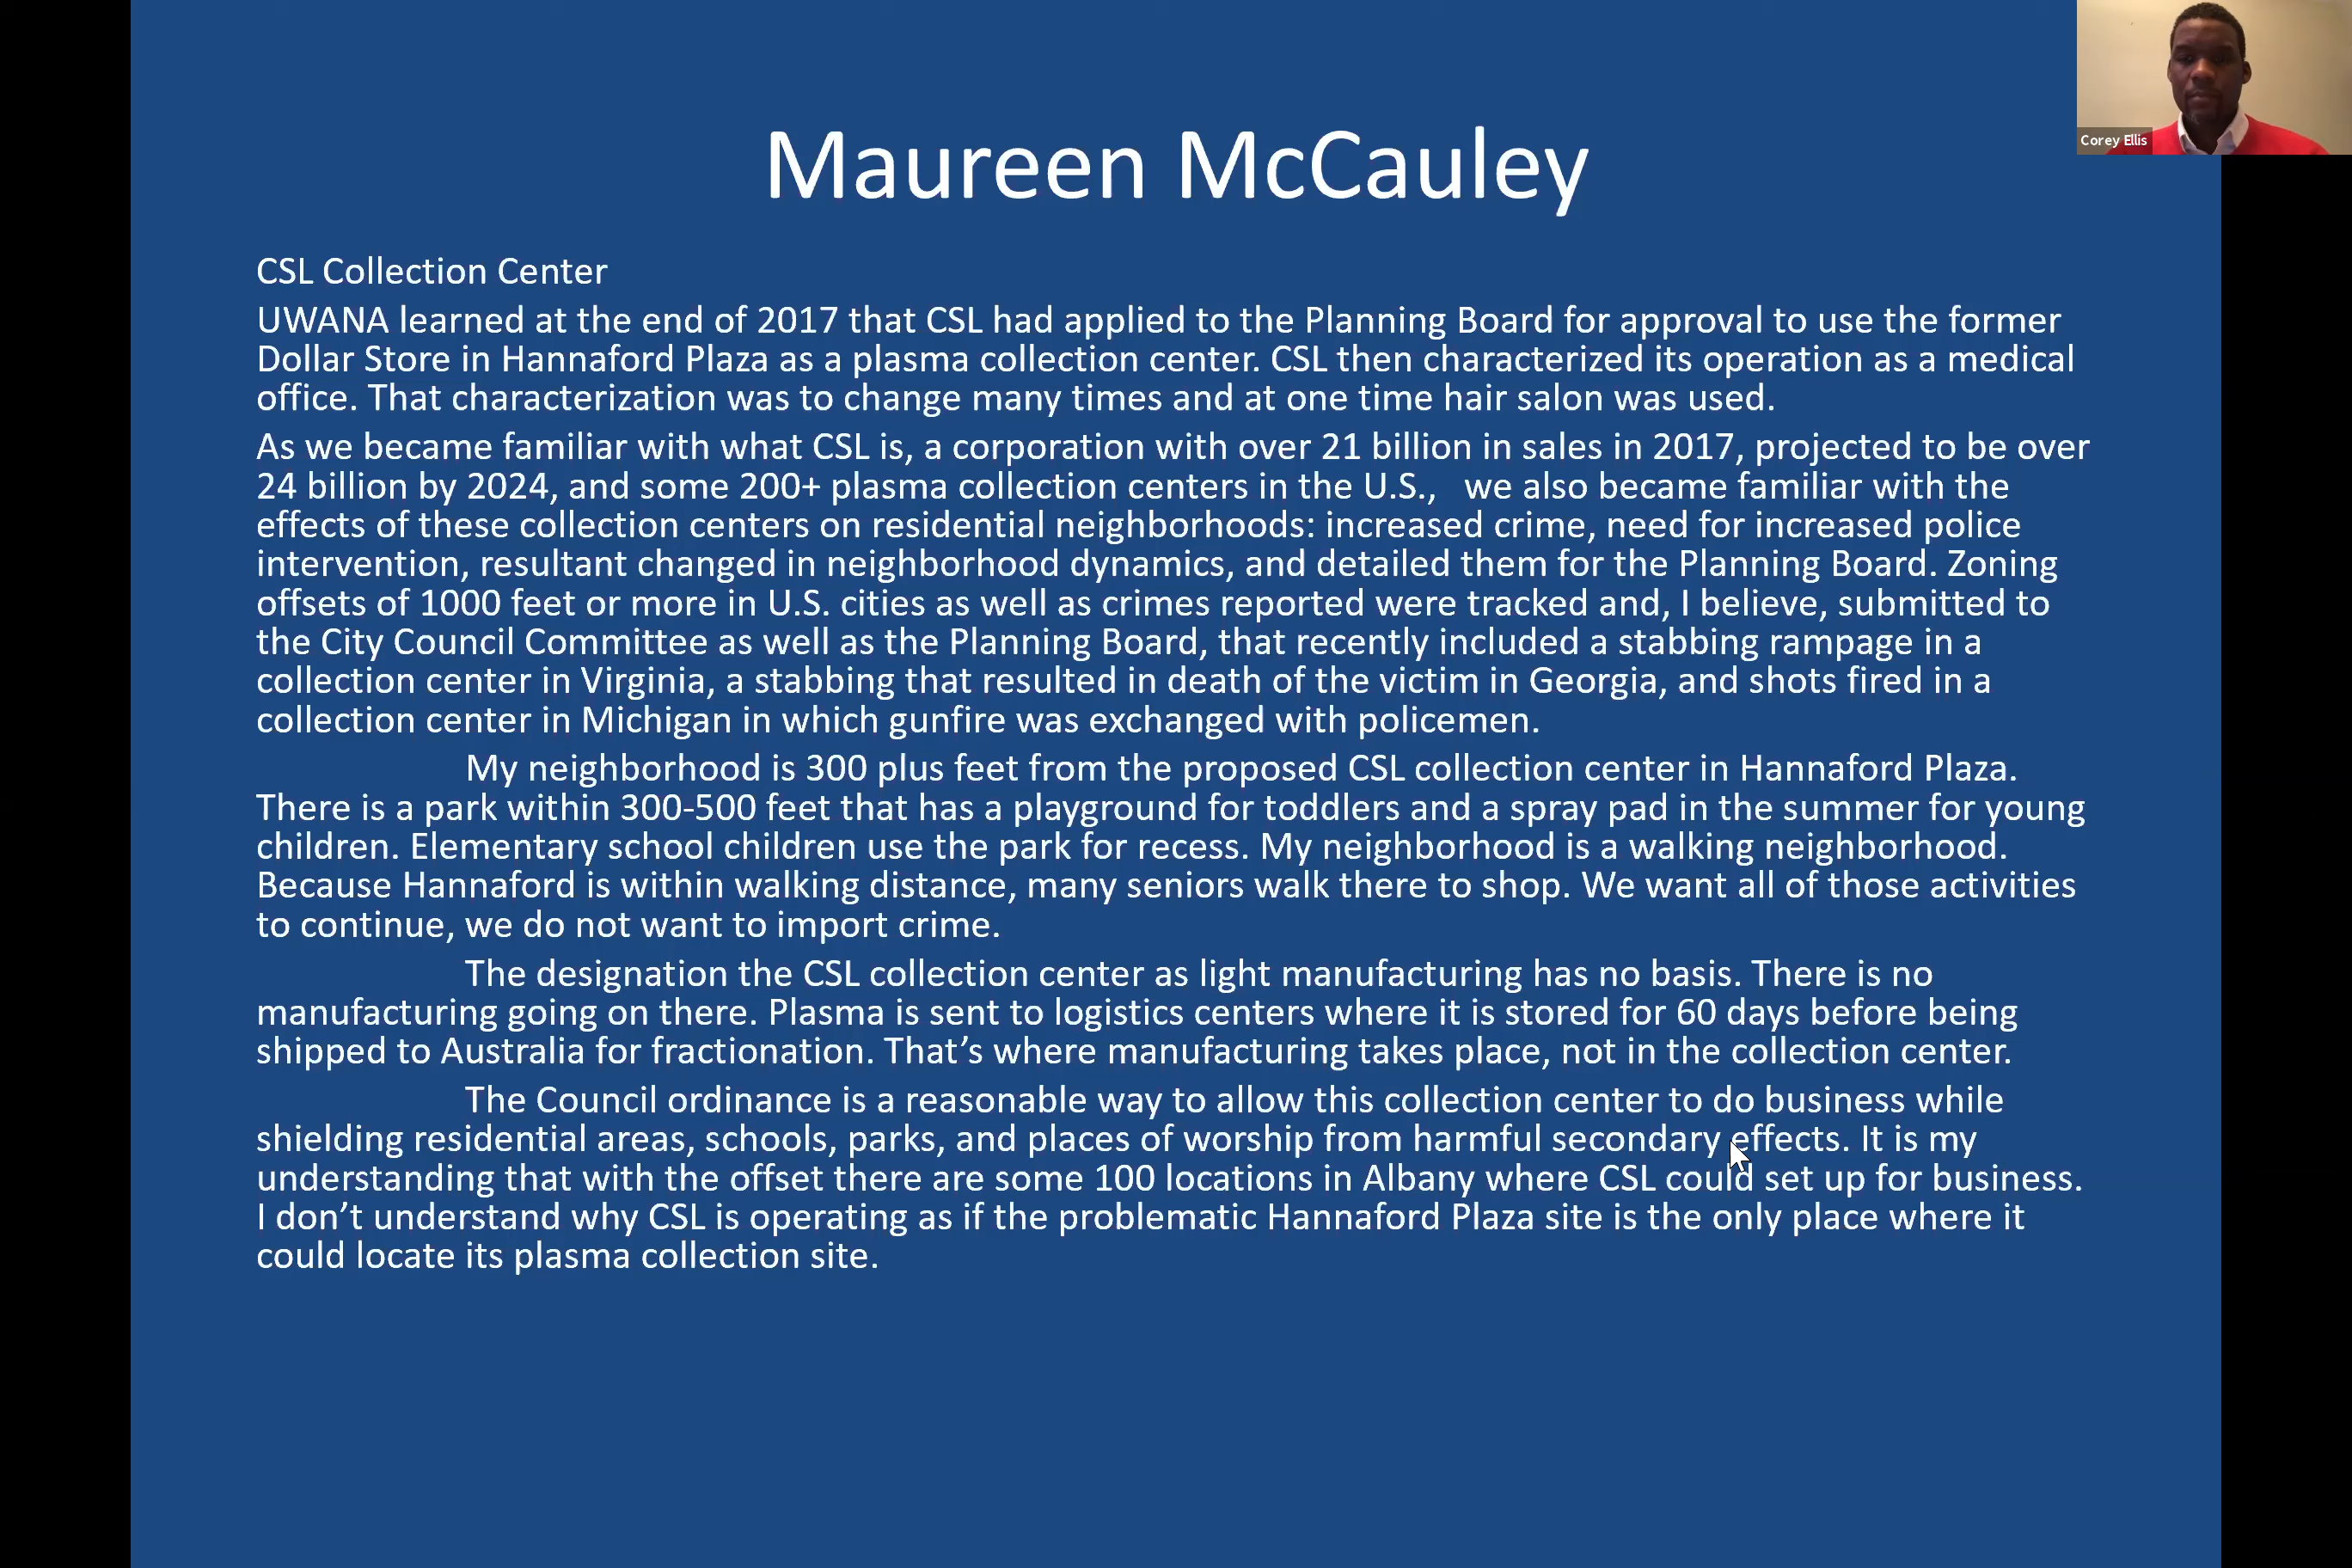 Corey Ellis
Maureen McCauley
CSL Collection Center
UWANA learned at the end of 2017 that CSL had applied to the Planning Board for approval to use the former
Dollar Store in Hannaford Plaza as a plasma collection center. CSL then characterized its operation as a medical
office. That characterization was to change many times and at one time hair salon was used.
As we became familiar with what CSL is, a corporation with over 21 billion in sales in 2017, projected to be over
24 billion by 2024, and some 200+ plasma collection centers in the U.S., we also became familiar with the
effects of these collection centers on residential neighborhoods: increased crime, need for increased police
intervention, resultant changed in neighborhood dynamics, and detailed them for the Planning Board. Zoning
offsets of 1000 feet or more in U.S. cities as well as crimes reported were tracked and, I believe, submitted to
the City Council Committee as well as the Planning Board, that recently included a stabbing rampage in a
collection center in Virginia, a stabbing that resulted in death of the victim in Georgia, and shots fired in a
collection center in Michigan in which gunfire was exchanged with policemen.
My neighborhood is 300 plus feet from the proposed CSL collection center in Hannaford Plaza.
There is a park within 300-500 feet that has a playground for toddlers and a spray pad in the summer for young
children. Elementary school children use the park for recess. My neighborhood is a walking neighborhood.
Because Hannaford is within walking distance, many seniors walk there to shop. We want all of those activities
to continue, we do not want to import crime.
The designation the CSL collection center as light manufacturing has no basis. There is no
manufacturing going on there. Plasma is sent to logistics centers where it is stored for 60 days before being
shipped to Australia for fractionation. That’s where manufacturing takes place, not in the collection center.
The Council ordinance is a reasonable way to allow this collection center to do business while
shielding residential areas, schools, parks, and places of worship from harmful secondary effects. It is my
understanding that with the offset there are some 100 locations in Albany where CSL could set up for business.
I don’t understand why CSL is operating as if the problematic Hannaford Plaza site is the only place where it
could locate its plasma collection site.